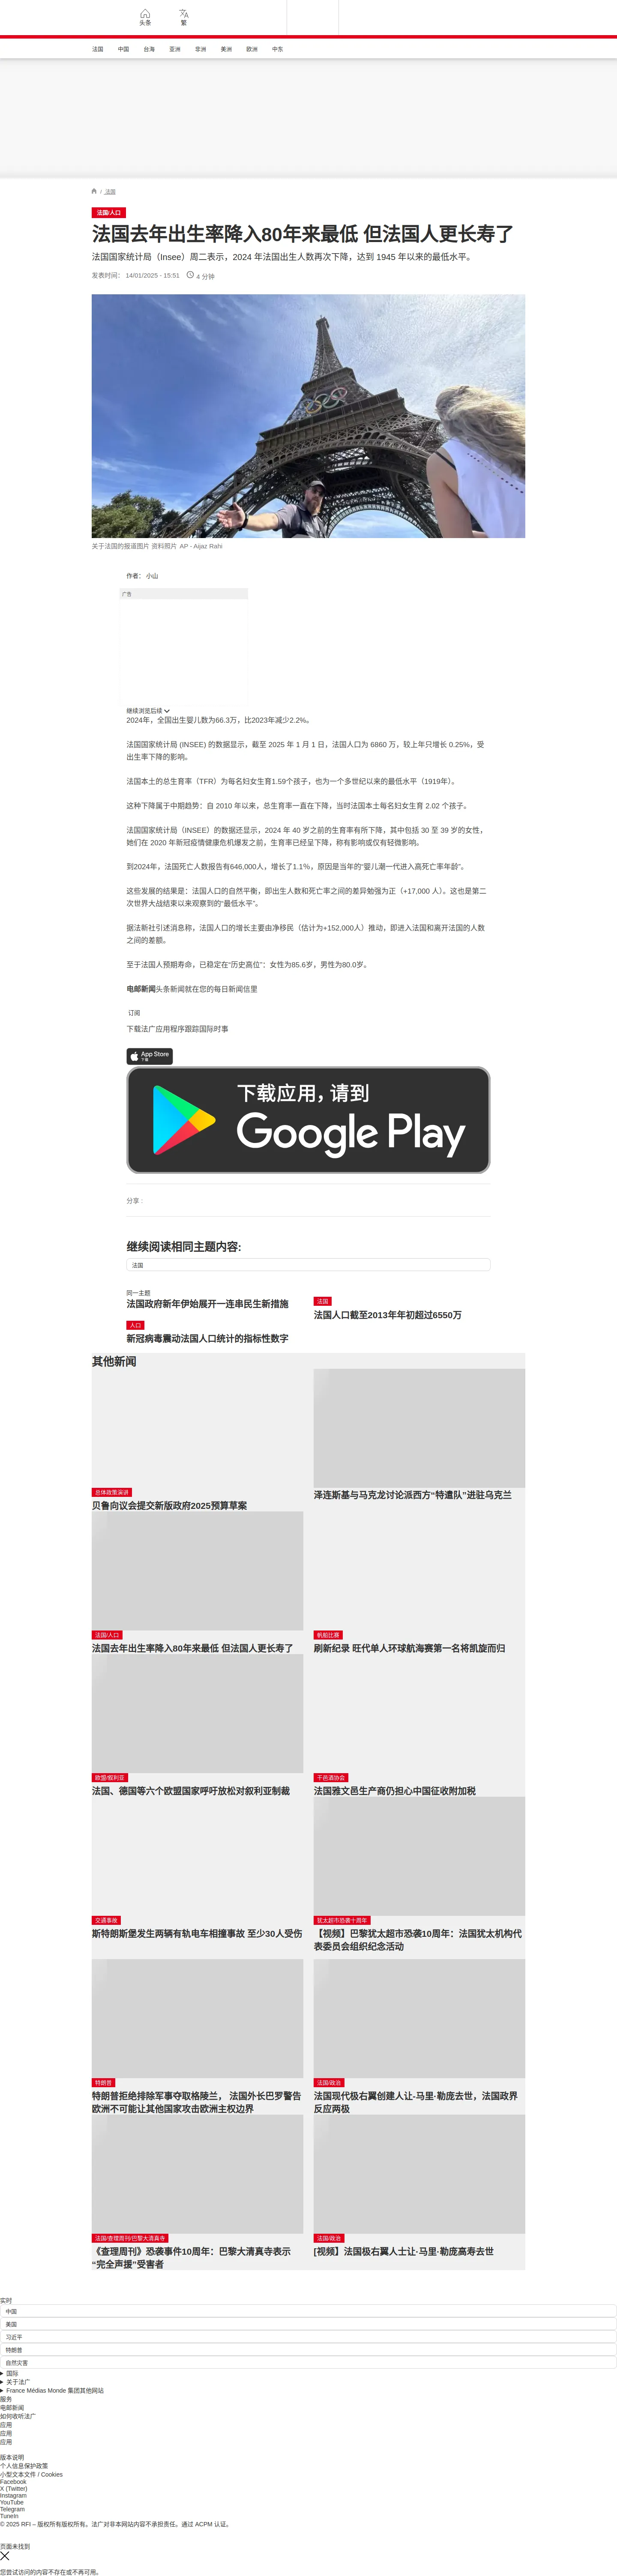 头条
繁
法国 中国 台海 亚洲 非洲 美洲 欧洲 中东
/ 法国
法国/人口
法国去年出生率降入80年来最低 但法国人更长寿了
法国国家统计局（Insee）周二表示，2024 年法国出生人数再次下降，达到 1945 年以来的最低水平。
发表时间： 14/01/2025 - 15:51 4 分钟
关于法国的报道图片 资料照片 AP - Aijaz Rahi
作者： 小山
广告
继续浏览后续
2024年，全国出生婴儿数为66.3万，比2023年减少2.2%。
法国国家统计局 (INSEE) 的数据显示，截至 2025 年 1 月 1 日，法国人口为 6860 万，较上年只增长 0.25%，受
出生率下降的影响。
法国本土的总生育率（TFR）为每名妇女生育1.59个孩子，也为一个多世纪以来的最低水平（1919年）。
这种下降属于中期趋势：自 2010 年以来，总生育率一直在下降，当时法国本土每名妇女生育 2.02 个孩子。
法国国家统计局（INSEE）的数据还显示，2024 年 40 岁之前的生育率有所下降，其中包括 30 至 39 岁的女性，
她们在 2020 年新冠疫情健康危机爆发之前，生育率已经呈下降，称有影响或仅有轻微影响。
到2024年，法国死亡人数报告有646,000人，增长了1.1％，原因是当年的“婴儿潮一代进入高死亡率年龄”。
这些发展的结果是：法国人口的自然平衡，即出生人数和死亡率之间的差异勉强为正（+17,000 人）。这也是第二
次世界大战结束以来观察到的“最低水平”。
据法新社引述消息称，法国人口的增长主要由净移民（估计为+152,000人）推动，即进入法国和离开法国的人数
之间的差额。
至于法国人预期寿命，已稳定在“历史高位”：女性为85.6岁，男性为80.0岁。
电邮新闻头条新闻就在您的每日新闻信里
订阅
下载法广应用程序跟踪国际时事
App Store
下载
下载应用，请到
Google Play
分享 :
继续阅读相同主题内容:
法国
同一主题
法国政府新年伊始展开一连串民生新措施
法国
法国人口截至2013年年初超过6550万
人口
新冠病毒震动法国人口统计的指标性数字
其他新闻
总体政策演讲
贝鲁向议会提交新版政府2025预算草案
泽连斯基与马克龙讨论派西方“特遣队”进驻乌克兰
法国/人口
法国去年出生率降入80年来最低 但法国人更长寿了
帆船比赛
刷新纪录 旺代单人环球航海赛第一名将凯旋而归
欧盟/叙利亚
法国、德国等六个欧盟国家呼吁放松对叙利亚制裁
干邑酒协会
法国雅文邑生产商仍担心中国征收附加税
交通事故
斯特朗斯堡发生两辆有轨电车相撞事故 至少30人受伤
犹太超市恐袭十周年
【视频】巴黎犹太超市恐袭10周年：法国犹太机构代
表委员会组织纪念活动
特朗普
特朗普拒绝排除军事夺取格陵兰， 法国外长巴罗警告
欧洲不可能让其他国家攻击欧洲主权边界
法国/政治
法国现代极右翼创建人让-马里·勒庞去世，法国政界
反应两极
法国/查理周刊/巴黎大清真寺
《查理周刊》恐袭事件10周年：巴黎大清真寺表示
“完全声援”受害者
法国/政治
[视频】法国极右翼人士让·马里·勒庞高寿去世
实时
中国
美国
习近平
特朗普
自然灾害
国际
关于法广
France Médias Monde 集团其他网站
服务
电邮新闻
如何收听法广
应用
应用
应用
版本说明
个人信息保护政策
小型文本文件 / Cookies
Facebook
X (Twitter)
Instagram
YouTube
Telegram
TuneIn
© 2025 RFI – 版权所有版权所有。法广对非本网站内容不承担责任。通过 ACPM 认证。
页面未找到
您尝试访问的内容不存在或不再可用。